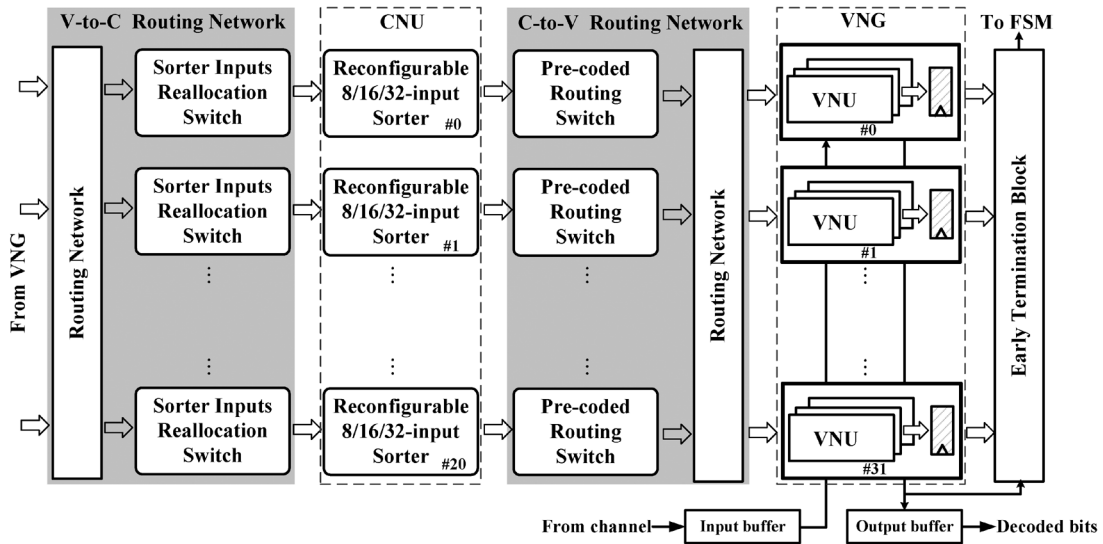 V-to-C Routing Network
CNU
C-to-V Routing Network
VNG
To FSM
From VNG
Routing Network
Sorter Inputs
Reallocation
Switch
Reconfigurable
8/16/32-input
Sorter #0
Pre-coded
Routing
Switch
VNU
#0
Sorter Inputs
Reallocation
Switch
Reconfigurable
8/16/32-input
Sorter #1
Pre-coded
Routing
Switch
Routing Network
VNU
#1
Early Termination Block
Sorter Inputs
Reallocation
Switch
Reconfigurable
8/16/32-input
Sorter #20
Pre-coded
Routing
Switch
VNU
#31
From channel
Input buffer
Output buffer
Decoded bits